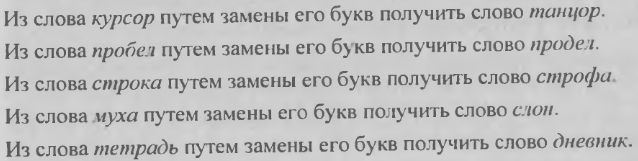 Из слова курсор путем замены его букв получить слово танцор.
Из слова пробел путем замены его букв получить слово продел.
Из слова строка путем замены его букв получить слово строфа.
Из слова муха путем замены его букв получить слово слон.
Из слова тетрадь путем замены его букв получить слово дневник.